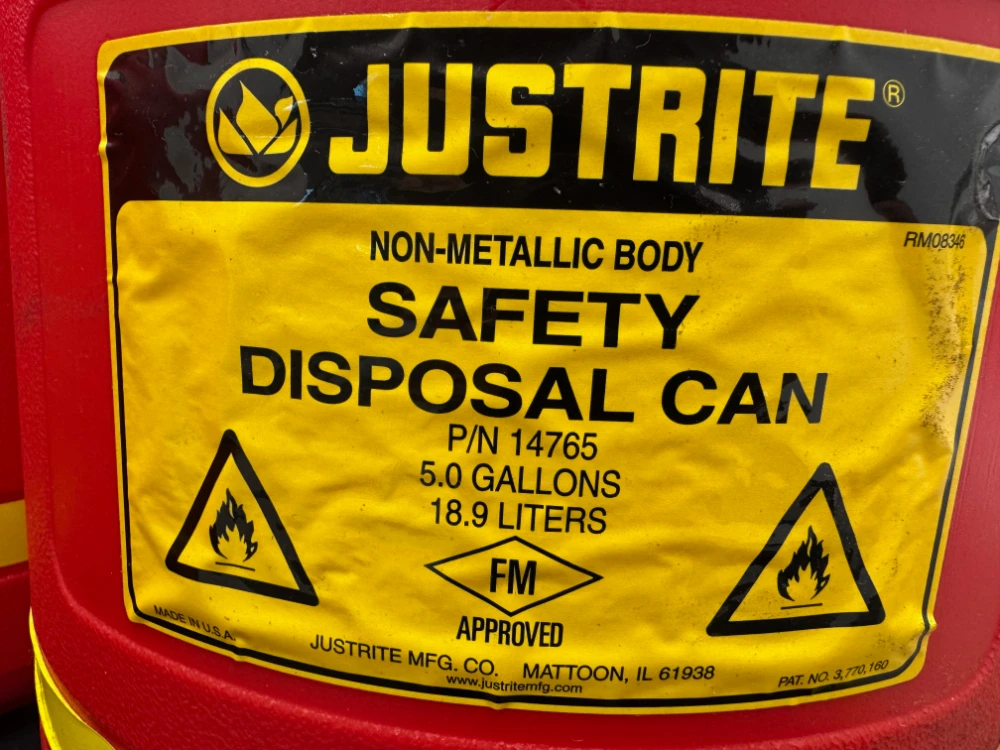 JUSTRITE®
RM08346
NON-METALLIC BODY
SAFETY
DISPOSAL CAN
P/N 14765
5.0 GALLONS
18.9 LITERS
FM
APPROVED
MADE IN U.S.A.
JUSTRITE MFG. CO. MATTOON, IL 61938
www.justritemfg.com
PAT. NO. 3,770,160